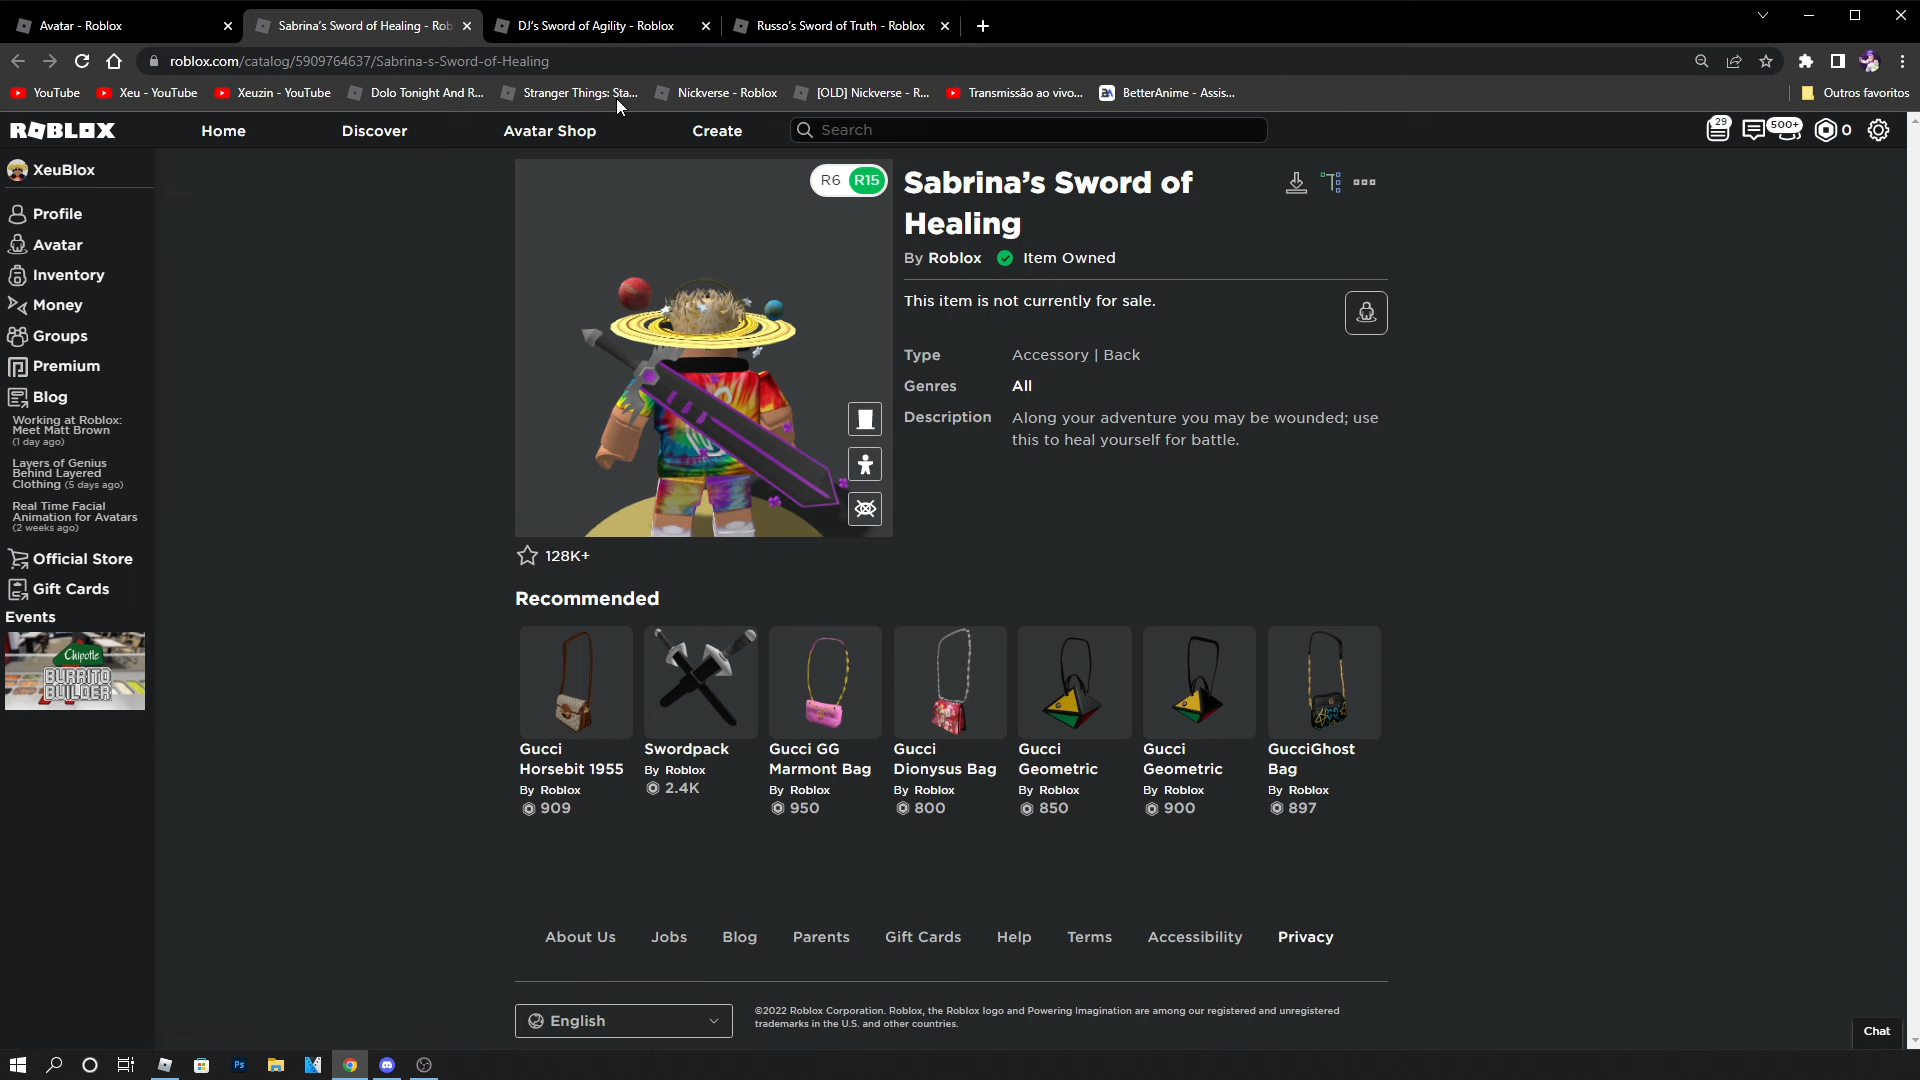 Avatar - Roblox
Sabrina's Sword of Healing - Rob
DJ's Sword of Agility - Roblox
Russo's Sword of Truth - Roblox
roblox.com/catalog/5909764637/Sabrina-s-Sword-of-Healing
YouTube
Xeu - YouTube
Xeuzin - YouTube
Dolo Tonight And R...
Stranger Things: Sta...
Nickverse - Roblox
[OLD] Nickverse - R...
Transmissão ao vivo...
BetterAnime - Assis...
Outros favoritos
ROBLOX
Home
Discover
Avatar Shop
Create
Search
29
500+
0
XeuBlox
Profile
Avatar
Inventory
Money
Groups
Premium
Blog
Working at Roblox:
Meet Matt Brown
(1 day ago)
Layers of Genius
Behind Layered
Clothing (5 days ago)
Real Time Facial
Animation for Avatars
(2 weeks ago)
Official Store
Gift Cards
Events
Chipotle
BURRITO
BUILDER
R6 R15
Sabrina's Sword of
Healing
By Roblox Item Owned
This item is not currently for sale.
Type Accessory | Back
Genres All
Description Along your adventure you may be wounded; use
this to heal yourself for battle.
128K+
Recommended
Gucci
Horsebit 1955
By Roblox
909
Swordpack
By Roblox
2.4K
Gucci GG
Marmont Bag
By Roblox
950
Gucci
Dionysus Bag
By Roblox
800
Gucci
Geometric
By Roblox
850
Gucci
Geometric
By Roblox
900
GucciGhost
Bag
By Roblox
897
About Us
Jobs
Blog
Parents
Gift Cards
Help
Terms
Accessibility
Privacy
English
©2022 Roblox Corporation. Roblox, the Roblox logo and Powering Imagination are among our registered and unregistered
trademarks in the U.S. and other countries.
Chat
Ps